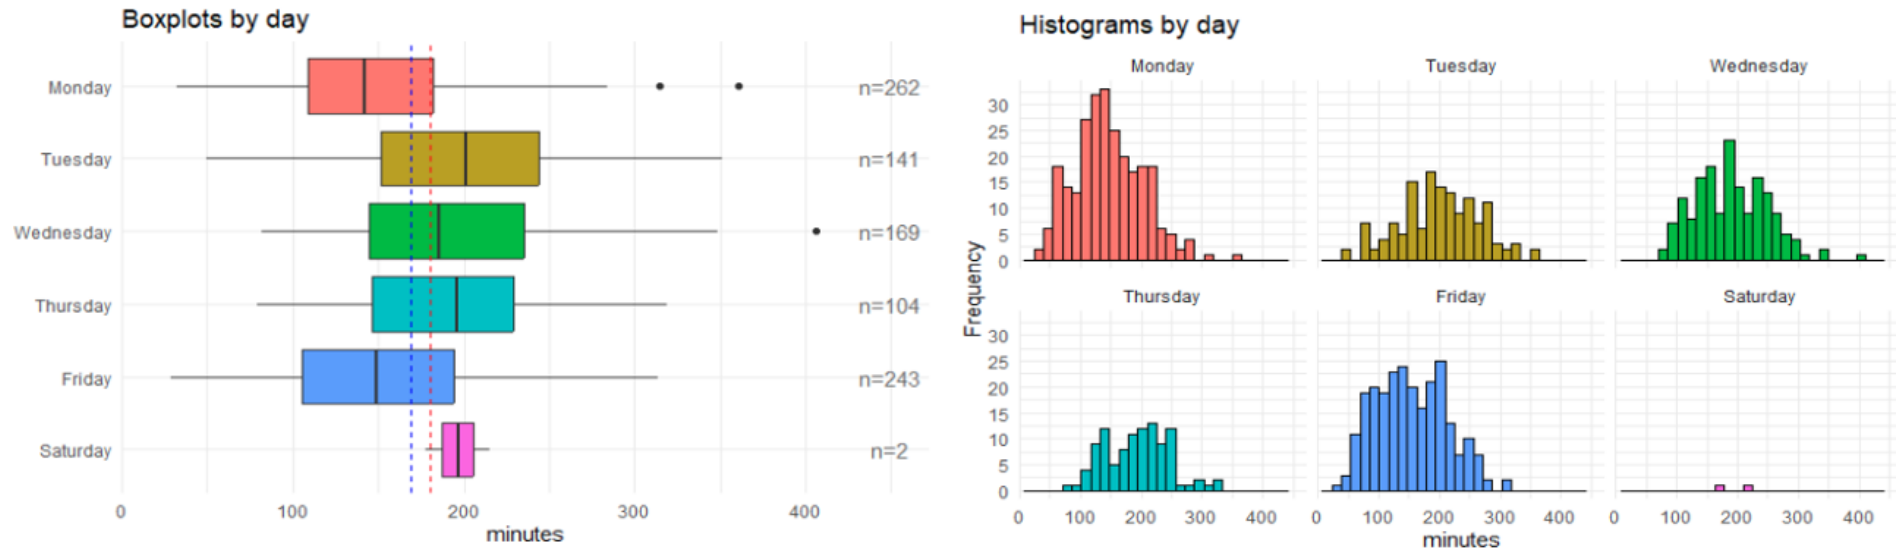 Boxplots by day
Monday
n=262
Tuesday
n=141
Wednesday
n=169
Thursday
n=104
Friday
n=243
Saturday
n=2
0 100 200 300 400
minutes
Histograms by day
Monday Tuesday Wednesday
30
25
20
15
10
5
0
Frequency
Thursday Friday Saturday
30
25
20
15
10
5
0
0 100 200 300 400 0 100 200 300 400 0 100 200 300 400
minutes